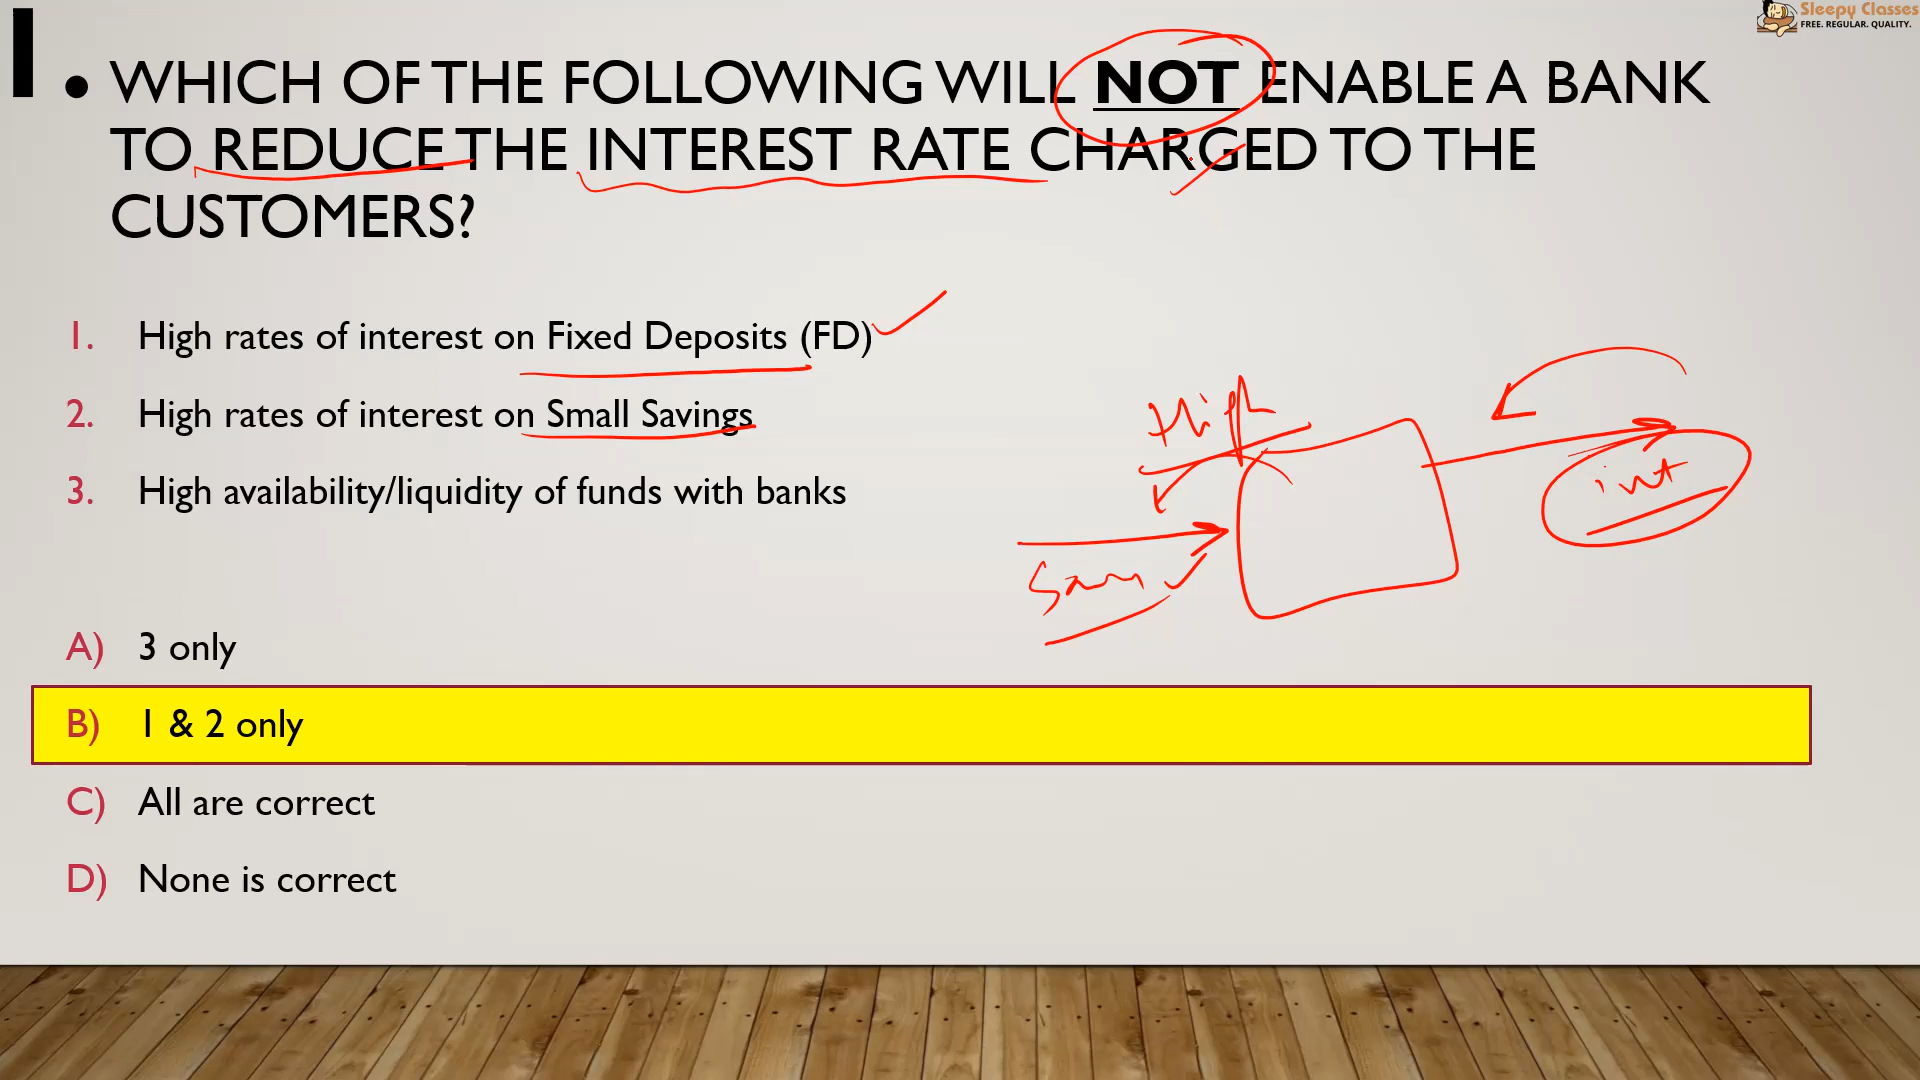 Sleepy Classes
FREE. REGULAR. QUALITY.
1. • WHICH OF THE FOLLOWING WILL NOT ENABLE A BANK
TO REDUCE THE INTEREST RATE CHARGED TO THE
CUSTOMERS?
1. High rates of interest on Fixed Deposits (FD)
2. High rates of interest on Small Savings
3. High availability/liquidity of funds with banks
int
A) 3 only
B) 1 & 2 only
C) All are correct
D) None is correct